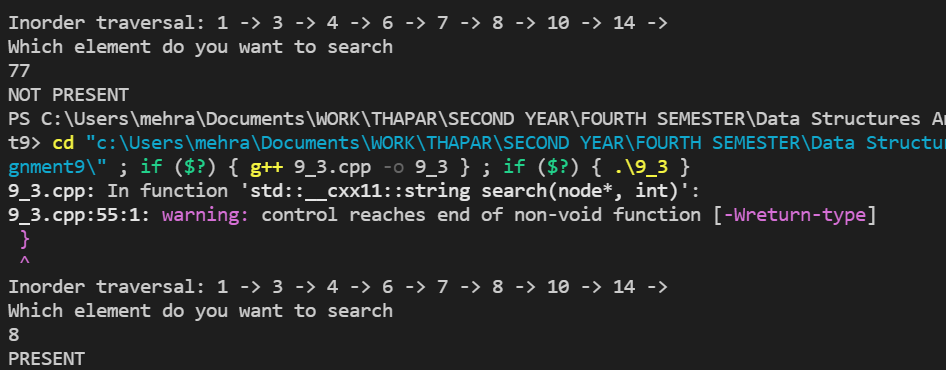 Inorder traversal: 1 -> 3 -> 4 -> 6 -> 7 -> 8 -> 10 -> 14 ->
Which element do you want to search
77
NOT PRESENT
PS C:\Users\mehra\Documents\WORK\THAPAR\SECOND YEAR\FOURTH SEMESTER\Data Structures An
t9> cd "c:\Users\mehra\Documents\WORK\THAPAR\SECOND YEAR\FOURTH SEMESTER\Data Structu
gnment9\" ; if ($?) { g++ 9_3.cpp -o 9_3 } ; if ($?) { .\9_3 }
9_3.cpp: In function 'std::__cxx11::string search(node*, int)':
9_3.cpp:55:1: warning: control reaches end of non-void function [-Wreturn-type]
}
^
Inorder traversal: 1 -> 3 -> 4 -> 6 -> 7 -> 8 -> 10 -> 14 ->
Which element do you want to search
8
PRESENT